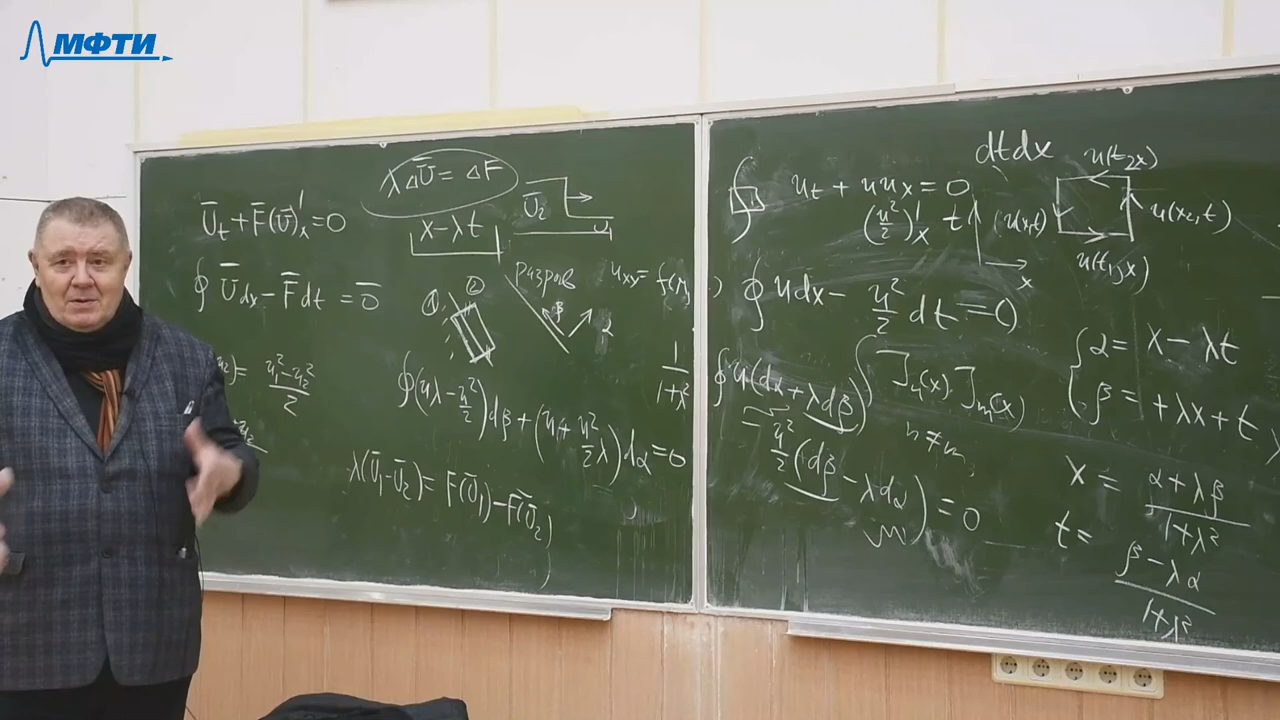 МФТИ
λΔŪ = ΔF
Ū_t + F̄(Ū)'_x = 0
x - λt
Ū_2
∮ Ūdx - F̄dt = 0̄
разрыв
u_xy = f(
① ②
β
α
(u_1^2 - u_2^2)/2
∮(uλ - u^2/2)dβ + (u + u^2/2 λ)dα = 0
λ(Ū_1 - Ū_2) = F(Ū_1) - F(Ū_2)
1/(1+λ^2)
dtdx
u_t + uu_x = 0
(u^2/2)'_x
t
x
u(t_2x)
u(x_1t)
u(x_2,t)
u(t_1,x)
∮ udx - u^2/2 dt = 0
∮ u(dx + λdβ)
∫ J_n(x) J_m(x)
n ≠ m
- u^2/2 (dβ - λdα) = 0
α = x - λt
β = +λx + t
x = (α + λβ)/(1+λ^2)
t = (β - λα)/(1+λ^2)